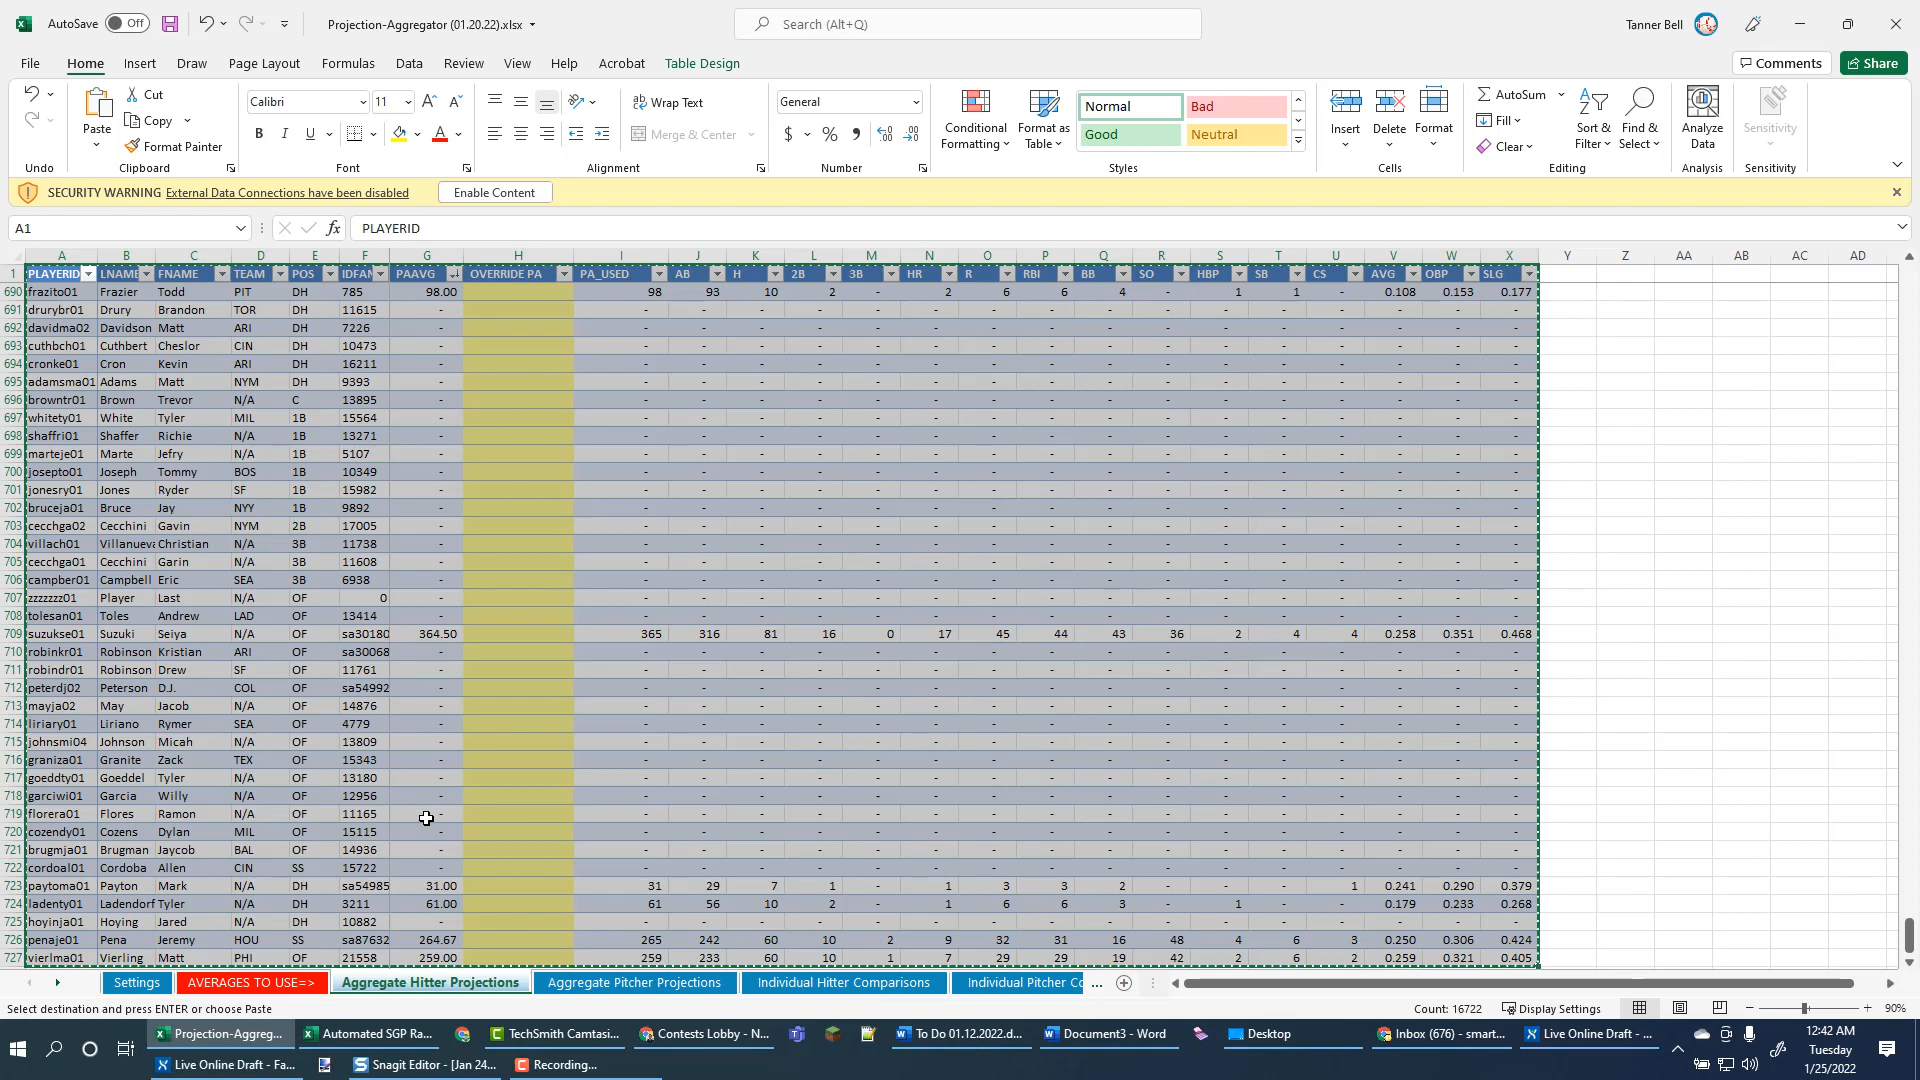 AutoSave Off Projection-Aggregator (01.20.22).xlsx Search (Alt+Q) Tanner Bell
File Home Insert Draw Page Layout Formulas Data Review View Help Acrobat Table Design Comments Share
Paste Cut Copy Format Painter Calibri 11 Wrap Text Merge & Center General Conditional Formatting Format as Table Normal Bad Good Neutral Insert Delete Format AutoSum Fill Clear Sort & Filter Find & Select Analyze Data Sensitivity
Undo Clipboard Font Alignment Number Styles Cells Editing Analysis Sensitivity
SECURITY WARNING External Data Connections have been disabled Enable Content
A1 fx PLAYERID
A B C D E F G H I J K L M N O P Q R S T U V W X Y Z AA AB AC AD
1 PLAYERID LNAME FNAME TEAM POS IDFAN PAAVG OVERRIDE PA PA_USED AB H 2B 3B HR R RBI BB SO HBP SB CS AVG OBP SLG
690 frazito01 Frazier Todd PIT DH 785 98.00 98 93 10 2 - 2 6 6 4 - 1 1 - 0.108 0.153 0.177
691 drurybr01 Drury Brandon TOR DH 11615 - - - - - - - - - - - - - - - - -
692 davidma02 Davidson Matt ARI DH 7226 - - - - - - - - - - - - - - - - -
693 cuthbch01 Cuthbert Cheslor CIN DH 10473 - - - - - - - - - - - - - - - - -
694 cronke01 Cron Kevin ARI DH 16211 - - - - - - - - - - - - - - - - -
695 adamsma01 Adams Matt NYM DH 9393 - - - - - - - - - - - - - - - - -
696 browntr01 Brown Trevor N/A C 13895 - - - - - - - - - - - - - - - - -
697 whitety01 White Tyler MIL 1B 15564 - - - - - - - - - - - - - - - - -
698 shaffri01 Shaffer Richie N/A 1B 13271 - - - - - - - - - - - - - - - - -
699 marteje01 Marte Jefry N/A 1B 5107 - - - - - - - - - - - - - - - - -
700 josepto01 Joseph Tommy BOS 1B 10349 - - - - - - - - - - - - - - - - -
701 jonesry01 Jones Ryder SF 1B 15982 - - - - - - - - - - - - - - - - -
702 bruceja01 Bruce Jay NYY 1B 9892 - - - - - - - - - - - - - - - - -
703 cecchga02 Cecchini Gavin NYM 2B 17005 - - - - - - - - - - - - - - - - -
704 villach01 Villanueva Christian N/A 3B 11738 - - - - - - - - - - - - - - - - -
705 cecchga01 Cecchini Garin N/A 3B 11608 - - - - - - - - - - - - - - - - -
706 campber01 Campbell Eric SEA 3B 6938 - - - - - - - - - - - - - - - - -
707 zzzzzzz01 Player Last N/A OF 0 - - - - - - - - - - - - - - - - -
708 tolesan01 Toles Andrew LAD OF 13414 - - - - - - - - - - - - - - - - -
709 suzukse01 Suzuki Seiya N/A OF sa30180 364.50 365 316 81 16 0 17 45 44 43 36 2 4 4 0.258 0.351 0.468
710 robinkr01 Robinson Kristian ARI OF sa30068 - - - - - - - - - - - - - - - - -
711 robindr01 Robinson Drew SF OF 11761 - - - - - - - - - - - - - - - - -
712 peterdj02 Peterson D.J. COL OF sa54992 - - - - - - - - - - - - - - - - -
713 mayja02 May Jacob N/A OF 14876 - - - - - - - - - - - - - - - - -
714 liriary01 Liriano Rymer SEA OF 4779 - - - - - - - - - - - - - - - - -
715 johnsmi04 Johnson Micah N/A OF 13809 - - - - - - - - - - - - - - - - -
716 graniza01 Granite Zack TEX OF 15343 - - - - - - - - - - - - - - - - -
717 goeddty01 Goeddel Tyler N/A OF 13180 - - - - - - - - - - - - - - - - -
718 garciwi01 Garcia Willy N/A OF 12956 - - - - - - - - - - - - - - - - -
719 florera01 Flores Ramon N/A OF 11165 - - - - - - - - - - - - - - - - -
720 cozendy01 Cozens Dylan MIL OF 15115 - - - - - - - - - - - - - - - - -
721 brugmja01 Brugman Jaycob BAL OF 14936 - - - - - - - - - - - - - - - - -
722 cordoal01 Cordoba Allen CIN SS 15722 - - - - - - - - - - - - - - - - -
723 paytoma01 Payton Mark N/A DH sa54985 31.00 31 29 7 1 - 1 3 3 2 - - - 1 0.241 0.290 0.379
724 ladenty01 Ladendorf Tyler N/A DH 3211 61.00 61 56 10 2 - 1 6 6 3 - 1 - - 0.179 0.233 0.268
725 hoyinja01 Hoying Jared N/A DH 10882 - - - - - - - - - - - - - - - - -
726 penaje01 Pena Jeremy HOU SS sa87632 264.67 265 242 60 10 2 9 32 31 16 48 4 6 3 0.250 0.306 0.424
727 vierlma01 Vierling Matt PHI OF 21558 259.00 259 233 60 10 1 7 29 29 19 42 2 6 2 0.259 0.321 0.405
Settings AVERAGES TO USE=> Aggregate Hitter Projections Aggregate Pitcher Projections Individual Hitter Comparisons Individual Pitcher Cc ...
Select destination and press ENTER or choose Paste Count: 16722 Display Settings 90%
Projection-Aggreg... Automated SGP Ra... TechSmith Camtasi... Contests Lobby - N... To Do 01.12.2022.d... Document3 - Word Desktop Inbox (676) - smart... Live Online Draft - ... 12:42 AM
Tuesday
Live Online Draft - Fa... Snagit Editor - [Jan 24... Recording... 1/25/2022